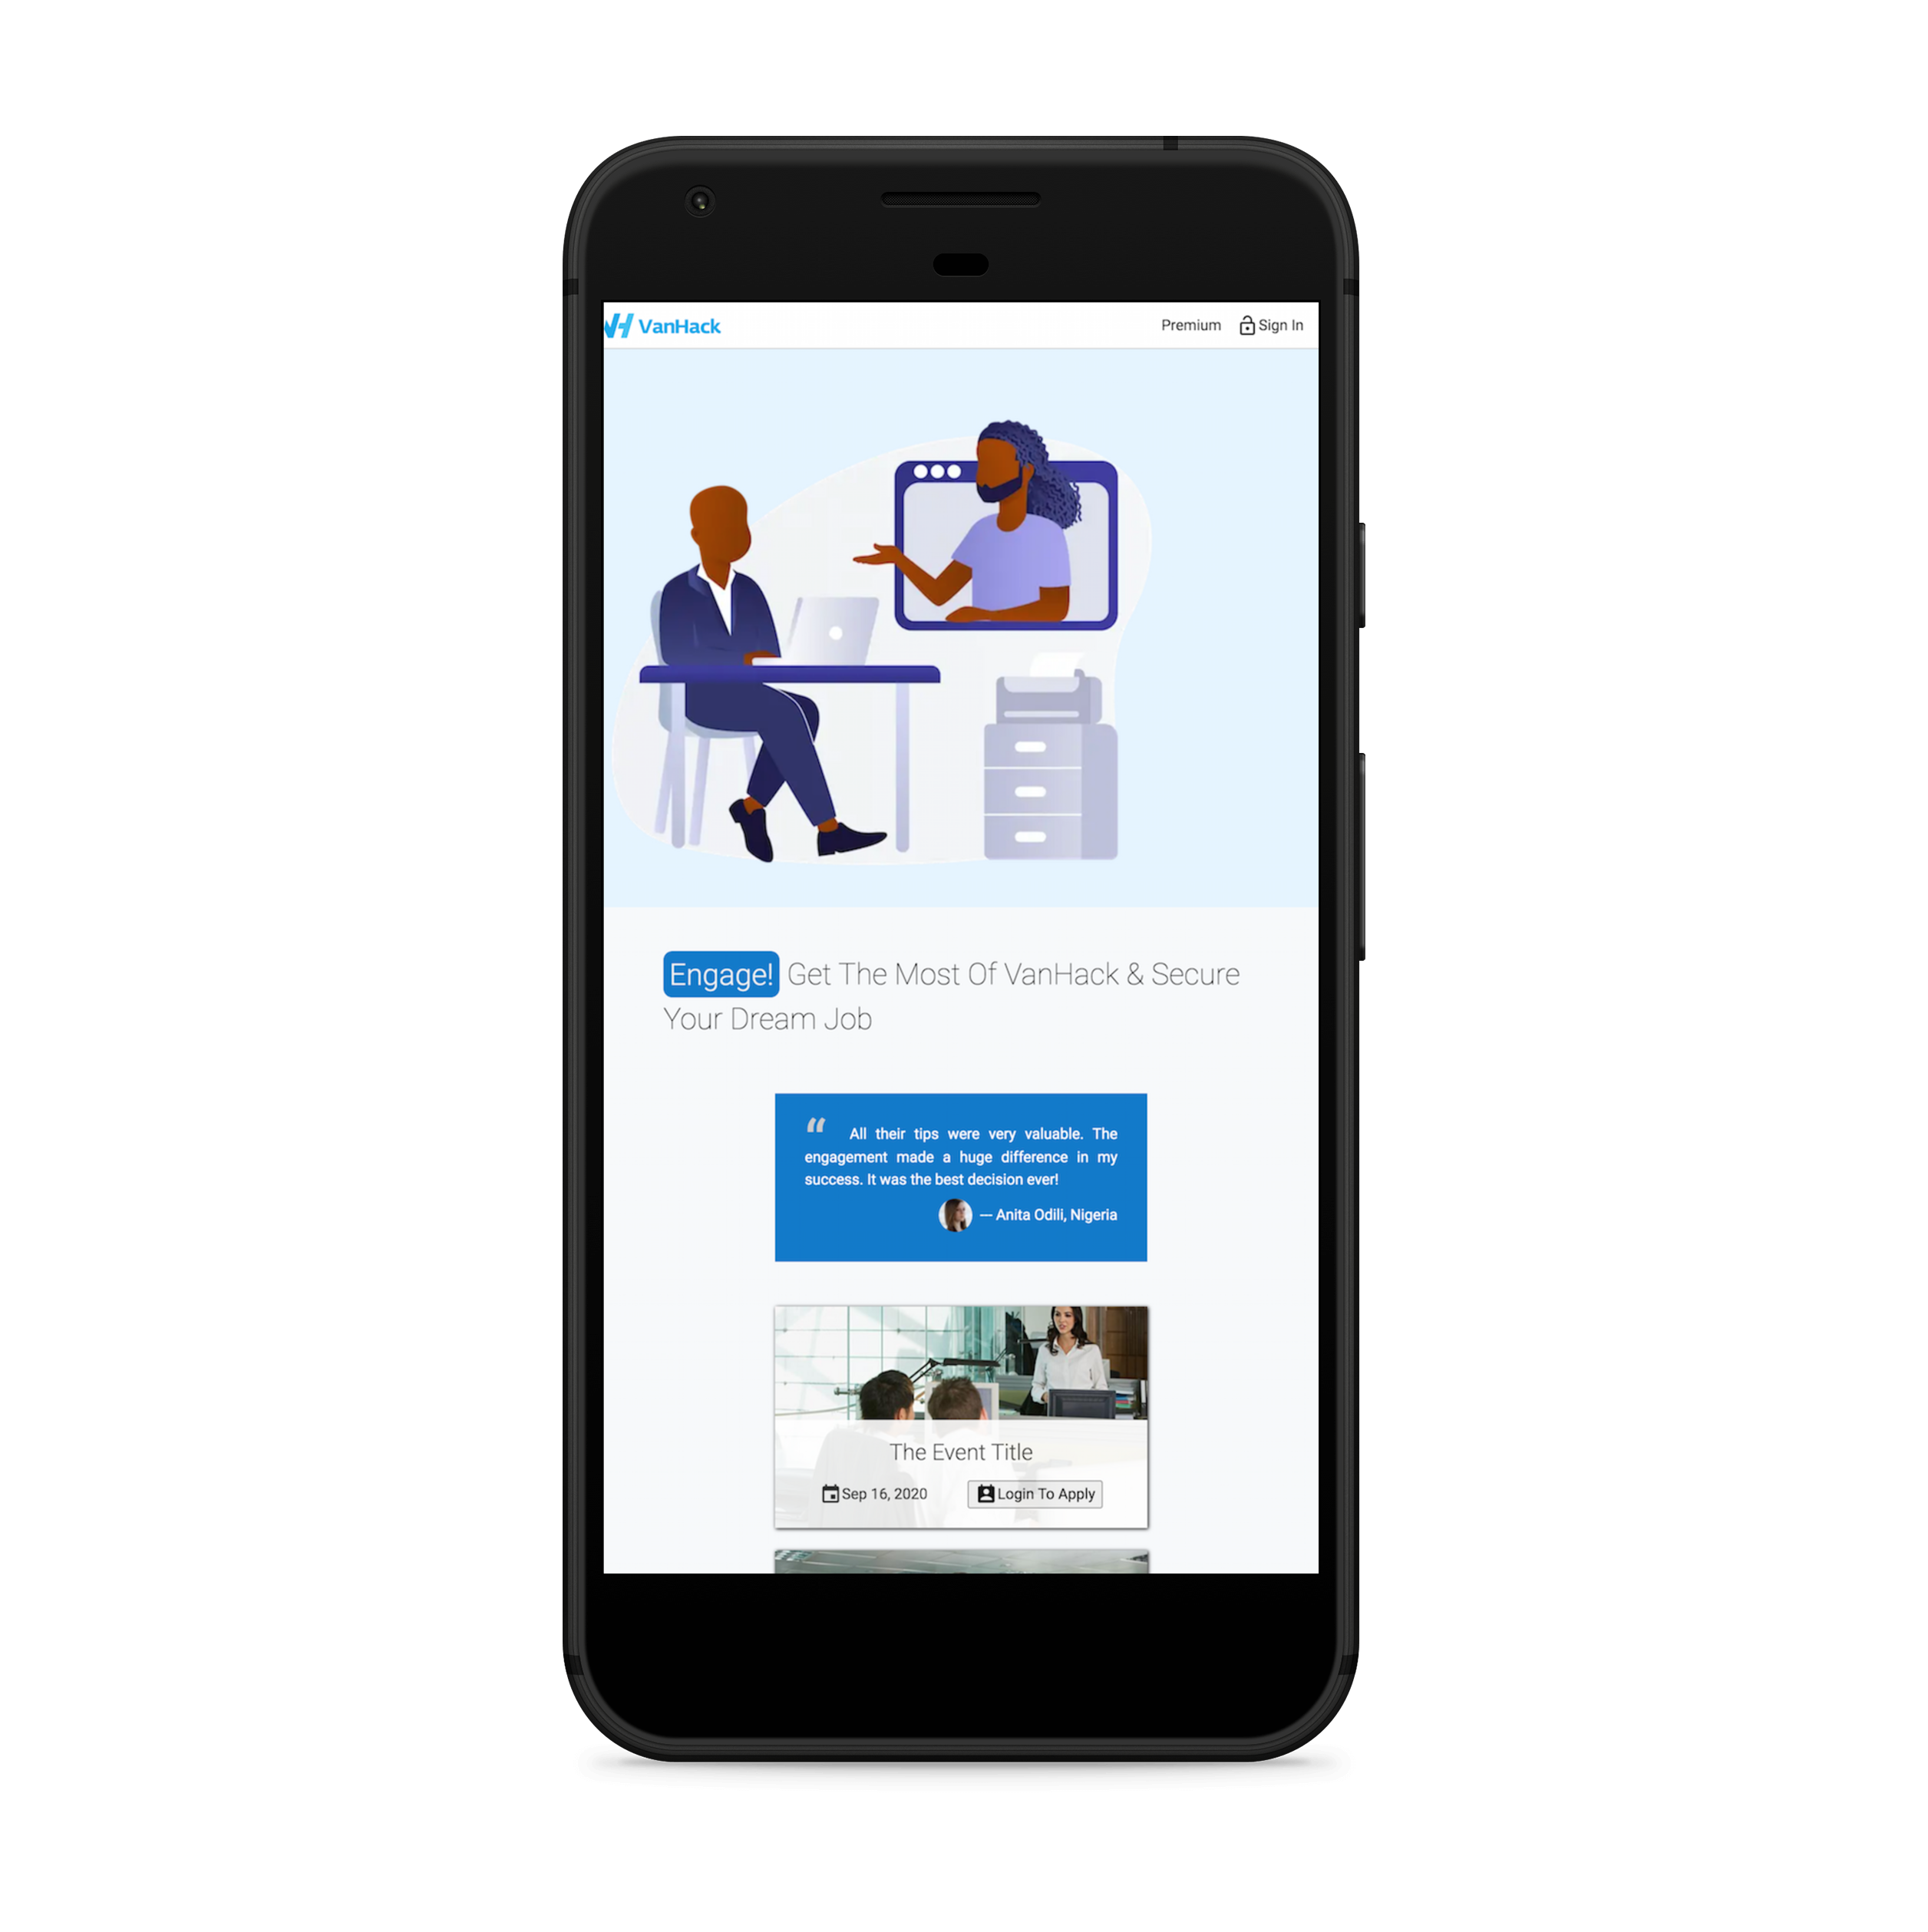 VanHack
Premium
Sign In
Engage! Get The Most Of VanHack & Secure
Your Dream Job
“ All their tips were very valuable. The
engagement made a huge difference in my
success. It was the best decision ever!
— Anita Odili, Nigeria
The Event Title
Sep 16, 2020
Login To Apply